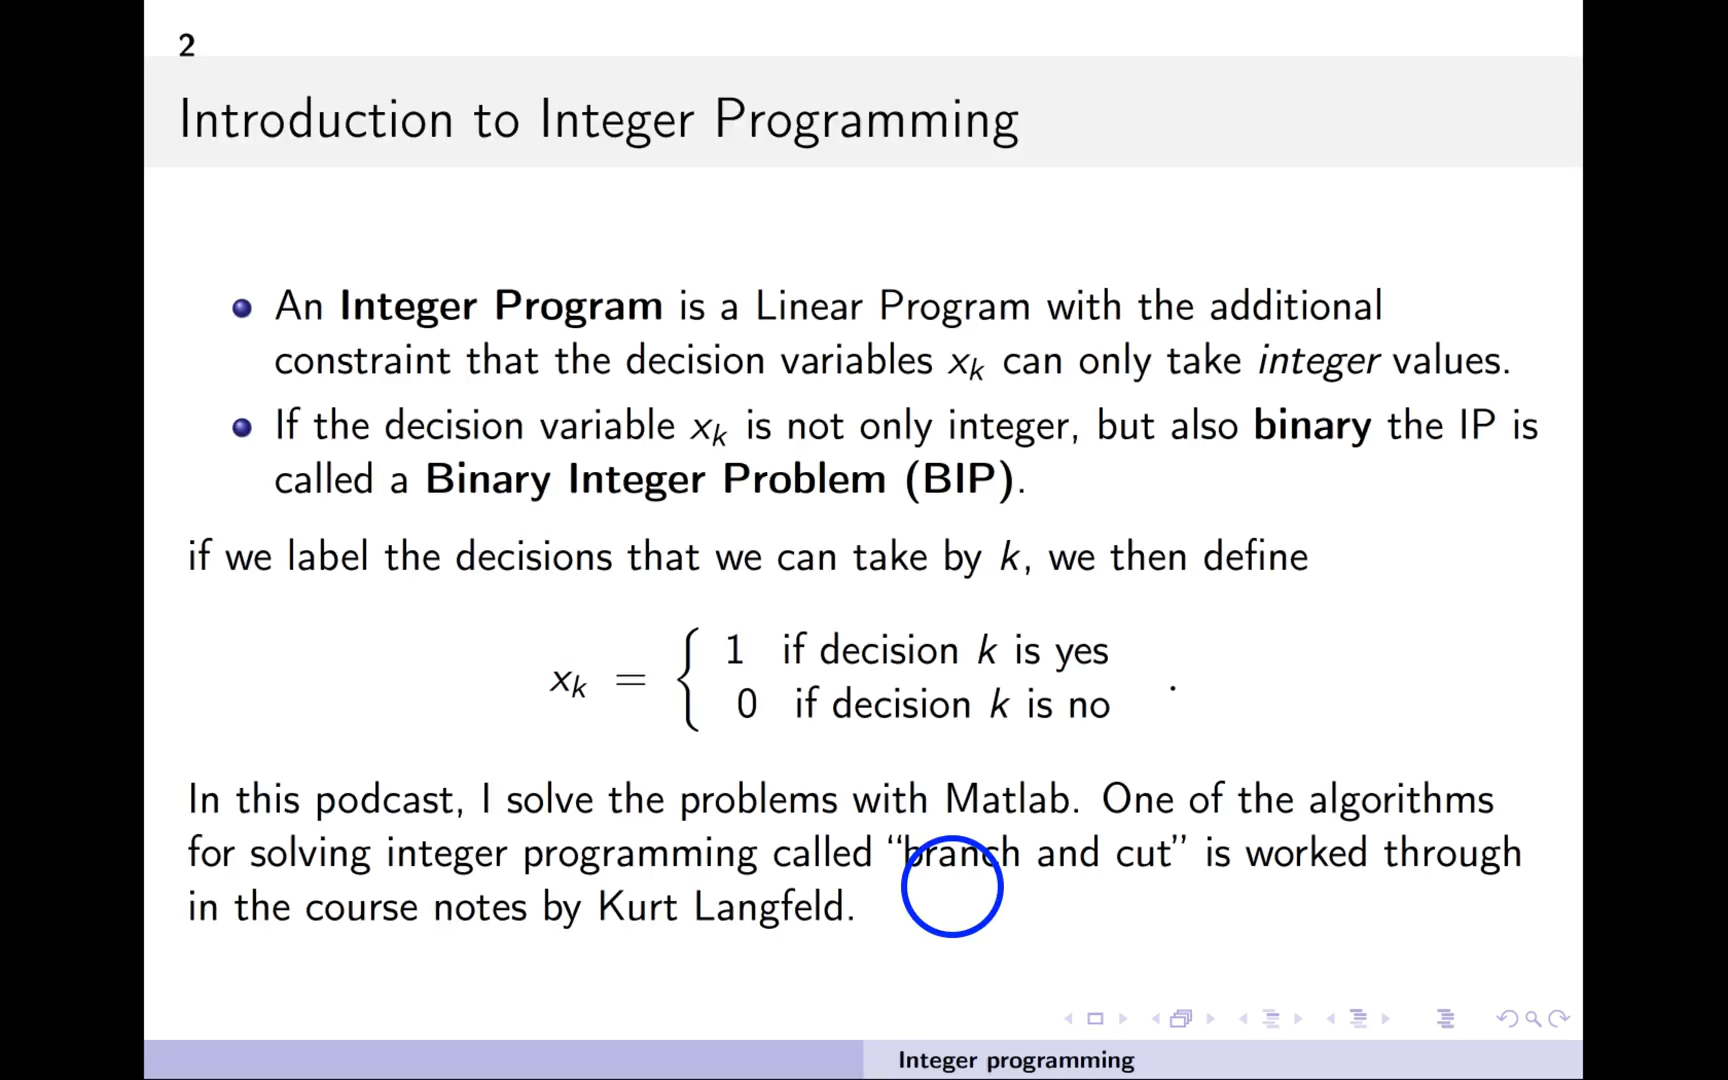 2
Introduction to Integer Programming
An Integer Program is a Linear Program with the additional
constraint that the decision variables xₖ can only take integer values.
If the decision variable xₖ is not only integer, but also binary the IP is
called a Binary Integer Problem (BIP).
if we label the decisions that we can take by k, we then define
xₖ = { 1 if decision k is yes
0 if decision k is no .
In this podcast, I solve the problems with Matlab. One of the algorithms
for solving integer programming called “branch and cut” is worked through
in the course notes by Kurt Langfeld.
Integer programming